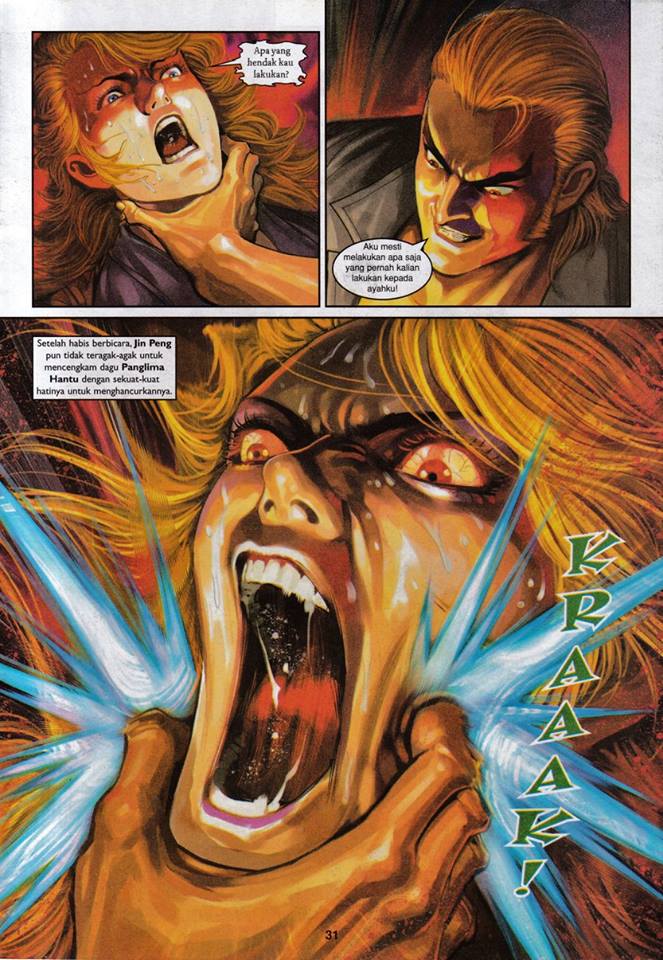 Apa yang
hendak kau
lakukan?
Aku mesti
melakukan apa saja
yang pernah kalian
lakukan kepada
ayahku!
Setelah habis berbicara, Jin Peng
pun tidak teragak-agak untuk
mencengkam dagu Panglima
Hantu dengan sekuat-kuat
hatinya untuk menghancurkannya.
KRAAAK!
31